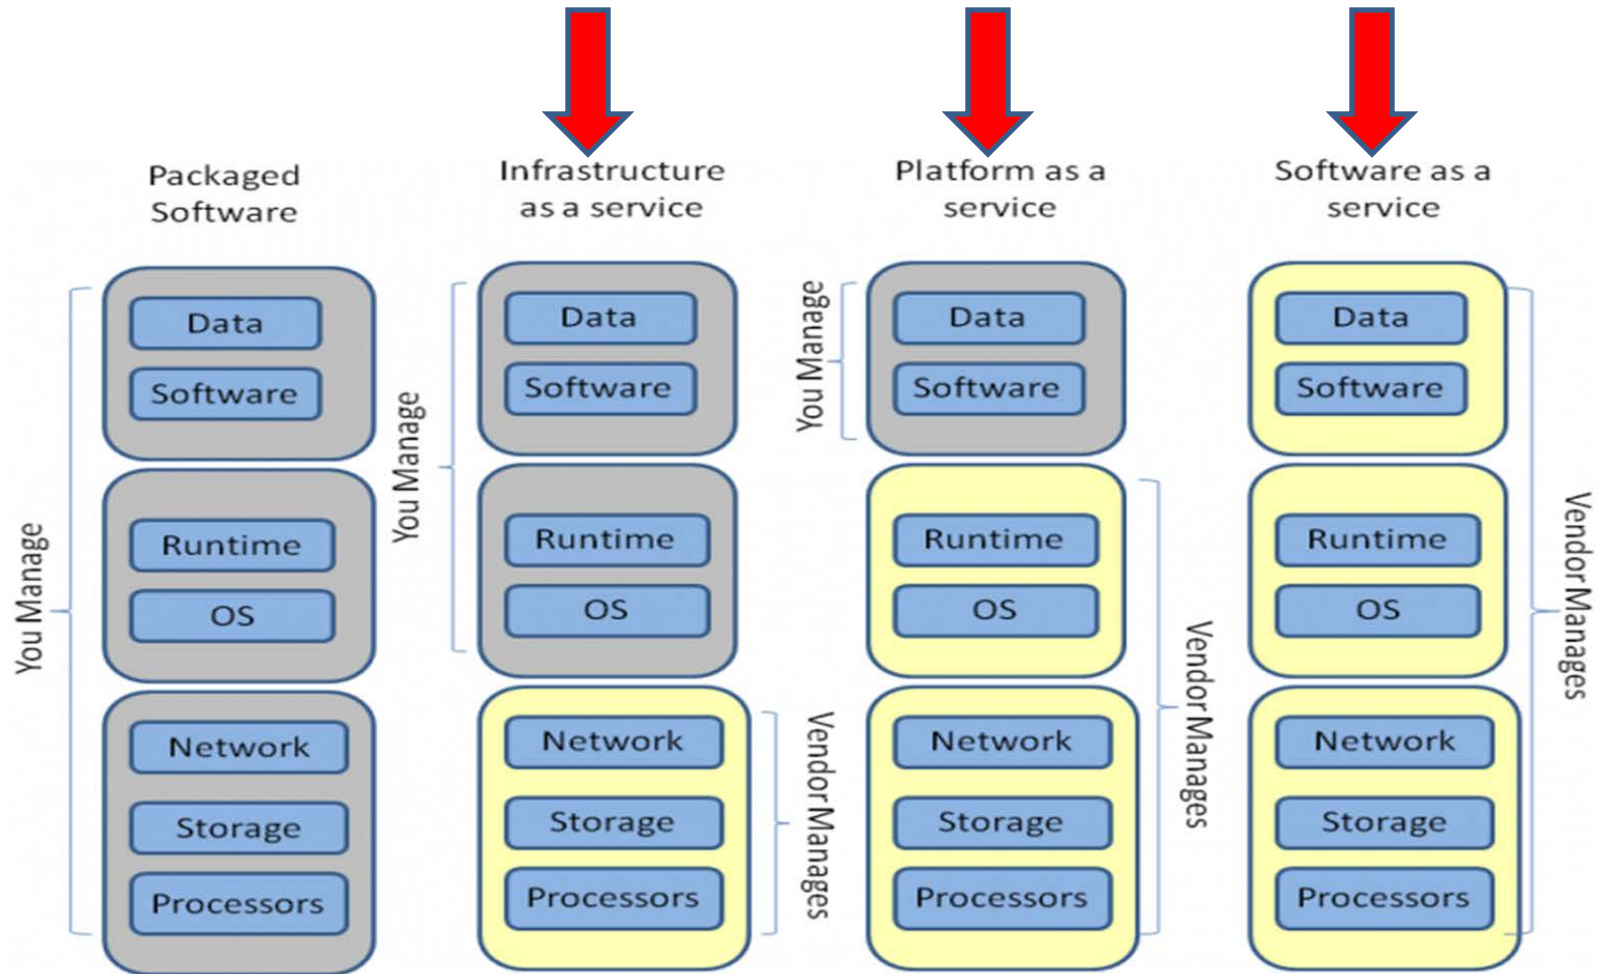 Packaged
Software
You Manage
Data
Software
Runtime
OS
Network
Storage
Processors
Infrastructure
as a service
You Manage
Data
Software
Runtime
OS
Network
Storage
Processors
Vendor Manages
Platform as a
service
You Manage
Data
Software
Runtime
OS
Network
Storage
Processors
Vendor Manages
Software as a
service
Data
Software
Runtime
OS
Network
Storage
Processors
Vendor Manages